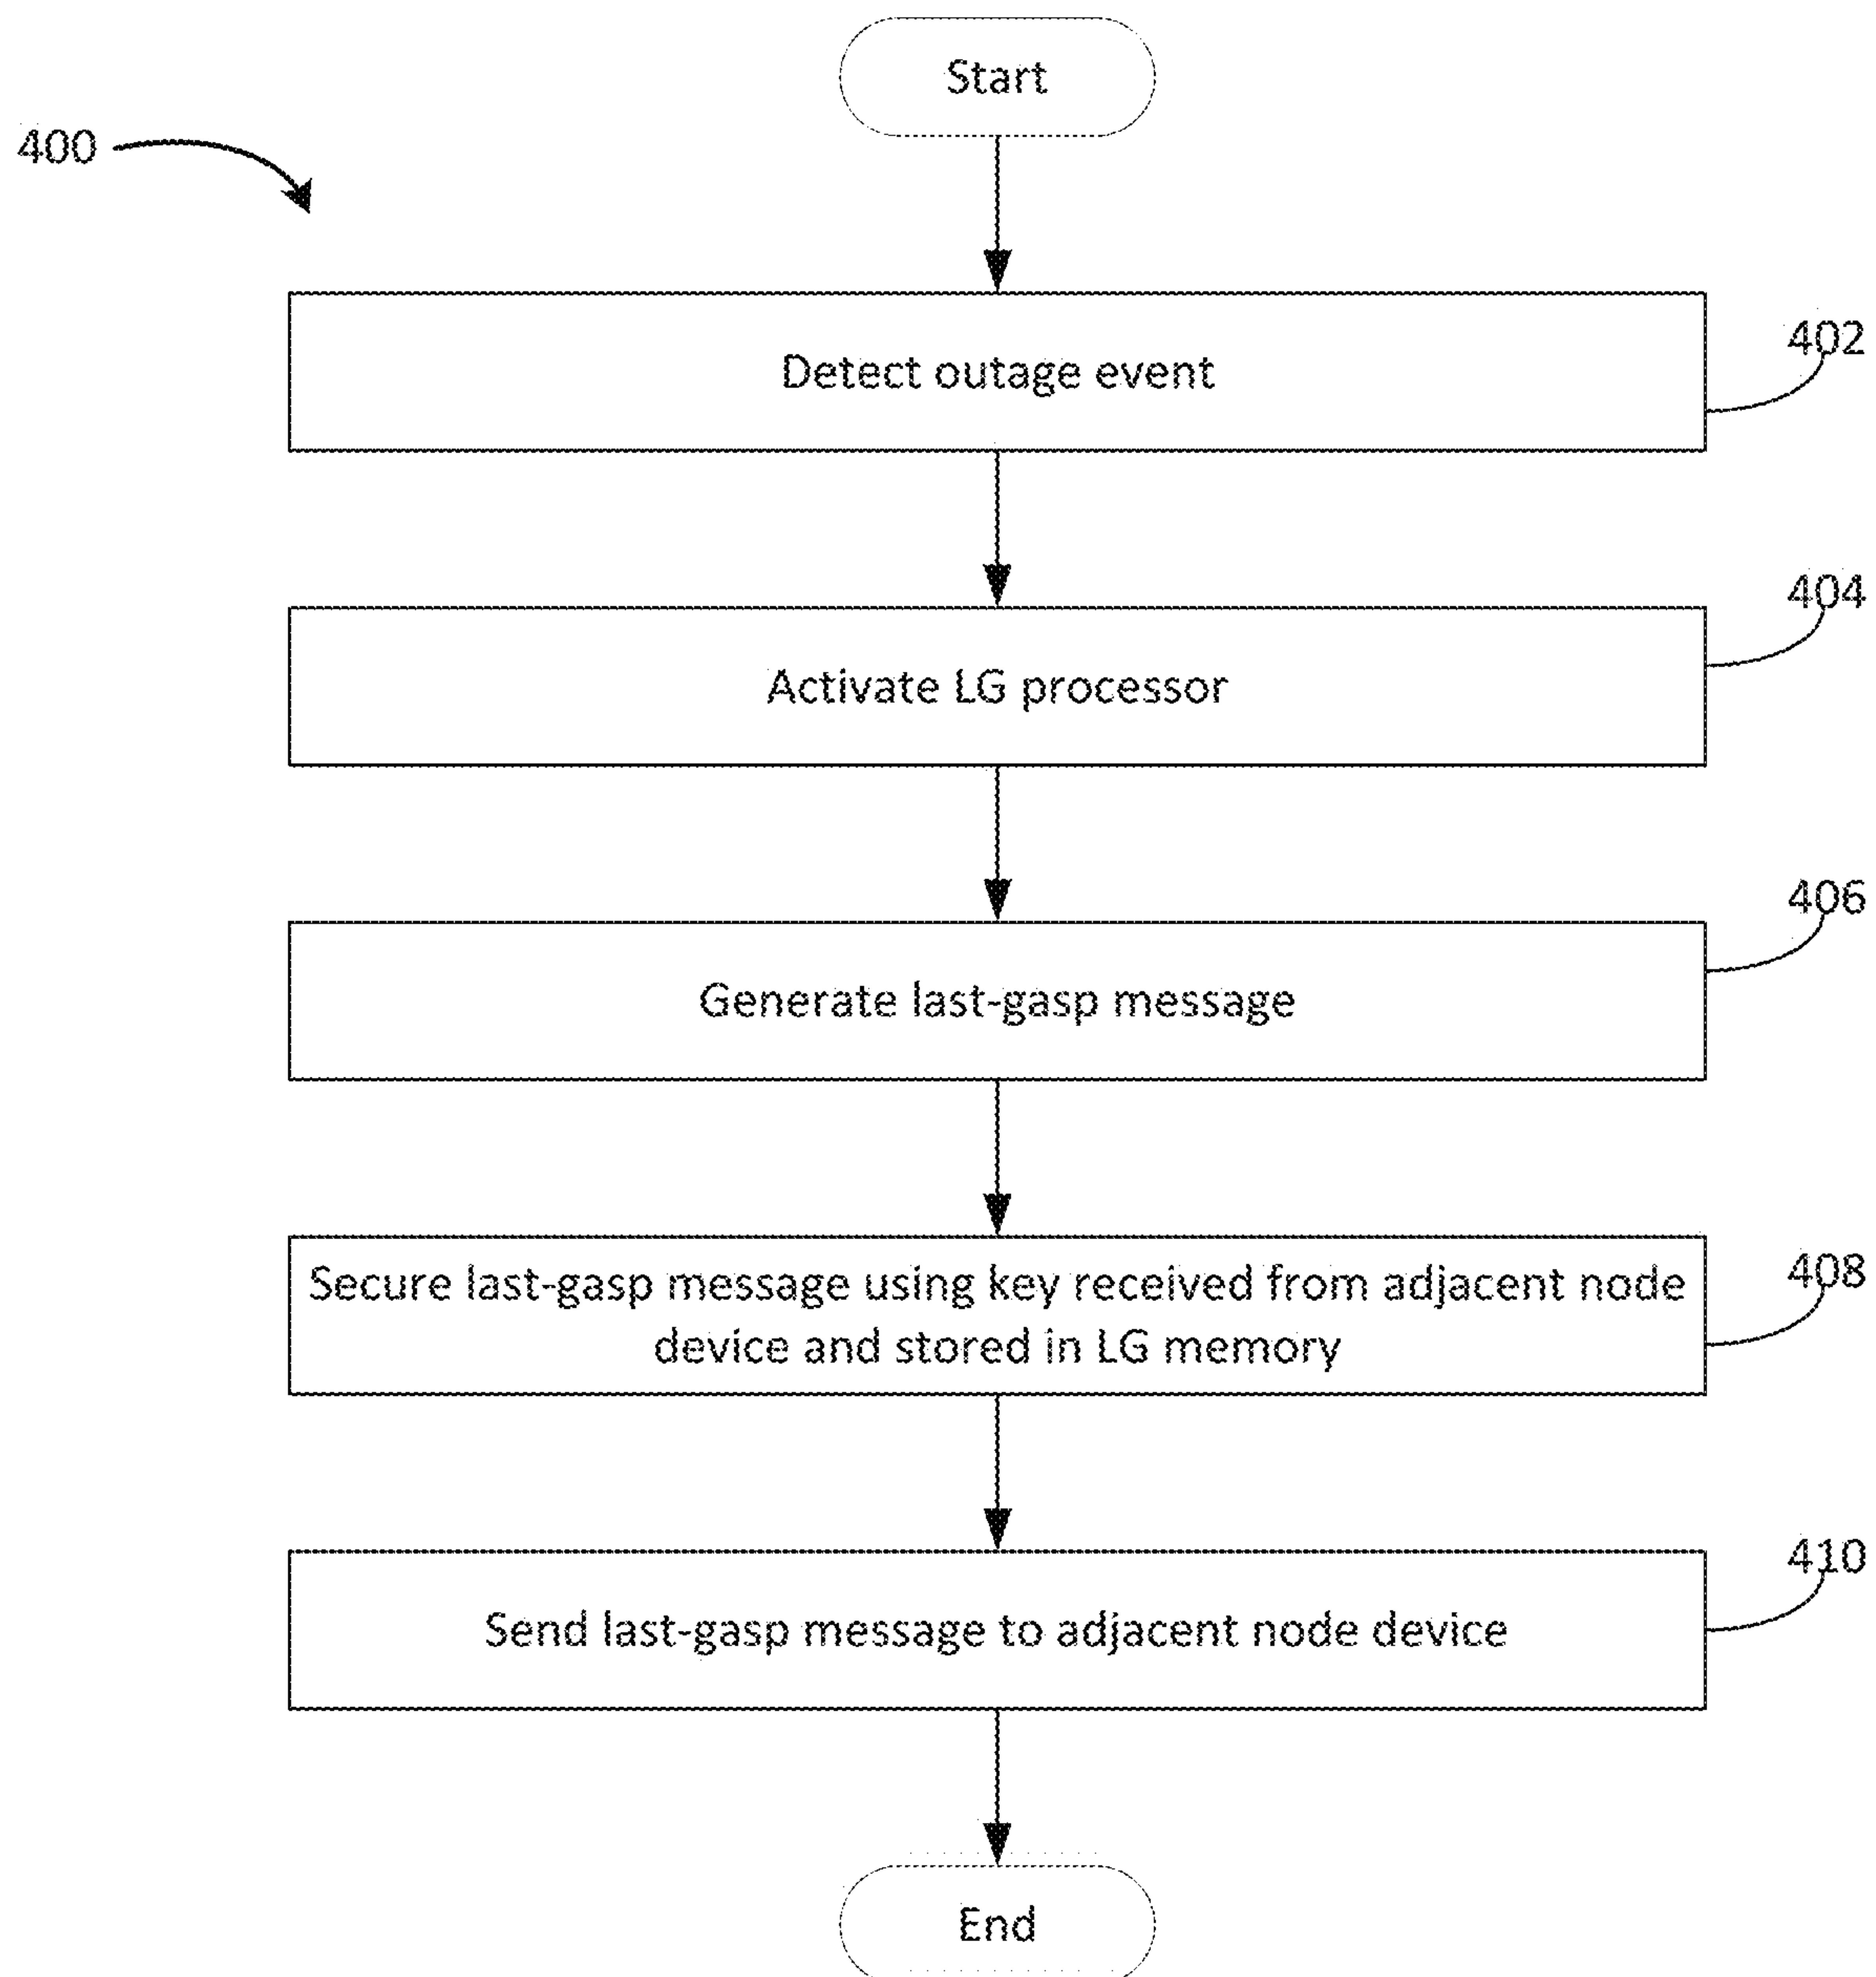 Start
400
Detect outage event
402
Activate LG processor
404
Generate last-gasp message
406
Secure last-gasp message using key received from adjacent node
device and stored in LG memory
408
Send last-gasp message to adjacent node device
410
End